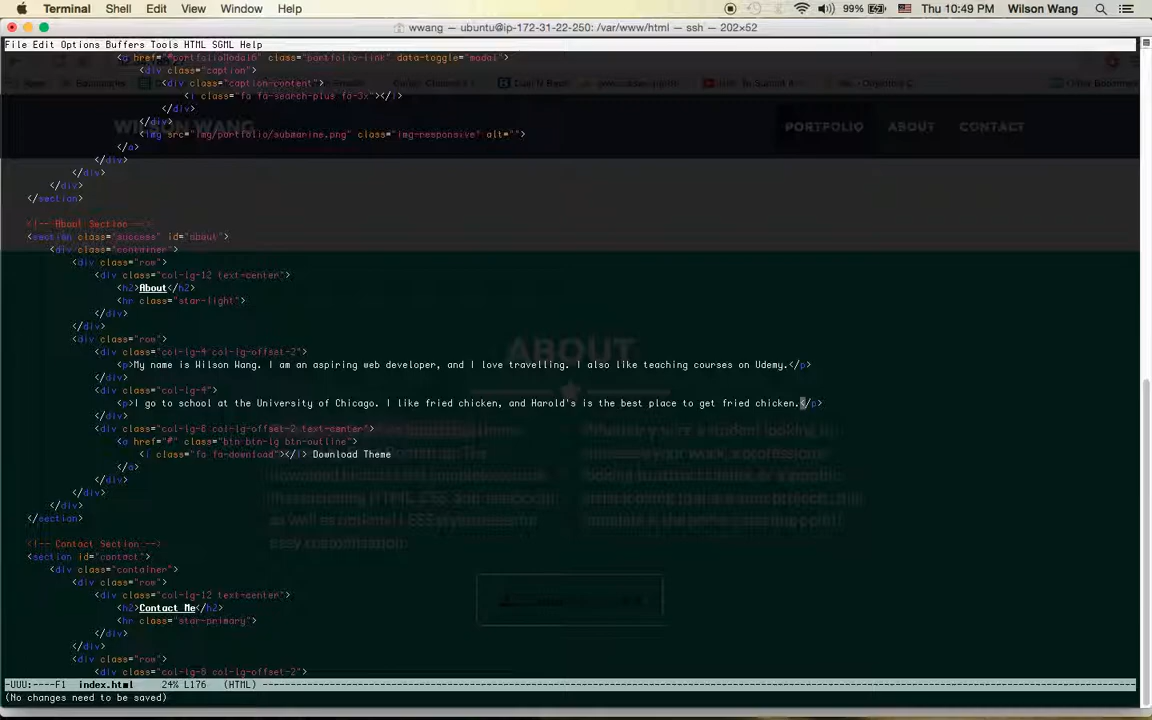 Terminal Shell Edit View Window Help 99% Thu 10:49 PM Wilson Wang
wwang — ubuntu@ip-172-31-22-250: /var/www/html — ssh — 202×52
File Edit Options Buffers Tools HTML SGML Help
<a href="#portfolioModal6" class="portfolio-link" data-toggle="modal">
<div class="caption">
<div class="caption-content">
<i class="fa fa-search-plus fa-3x"></i>
</div>
</div>
<img src="img/portfolio/submarine.png" class="img-responsive" alt="">
</a>
</div>
</div>
</div>
</section>
WILSON WANG
PORTFOLIO ABOUT CONTACT
<!-- About Section -->
<section class="success" id="about">
<div class="container">
<div class="row">
<div class="col-lg-12 text-center">
<h2>About</h2>
<hr class="star-light">
</div>
</div>
<div class="row">
<div class="col-lg-4 col-lg-offset-2">
<p>My name is Wilson Wang. I am an aspiring web developer, and I love travelling. I also like teaching courses on Udemy.</p>
</div>
<div class="col-lg-4">
<p>I go to school at the University of Chicago. I like fried chicken, and Harold's is the best place to get fried chicken.</p>
</div>
<div class="col-lg-8 col-lg-offset-2 text-center">
<a href="#" class="btn btn-lg btn-outline">
<i class="fa fa-download"></i> Download Theme
</a>
</div>
</div>
</div>
</section>
ABOUT
<!-- Contact Section -->
<section id="contact">
<div class="container">
<div class="row">
<div class="col-lg-12 text-center">
<h2>Contact Me</h2>
<hr class="star-primary">
</div>
</div>
<div class="row">
<div class="col-lg-8 col-lg-offset-2">
-UUU:----F1 index.html 24% L176 (HTML)
(No changes need to be saved)